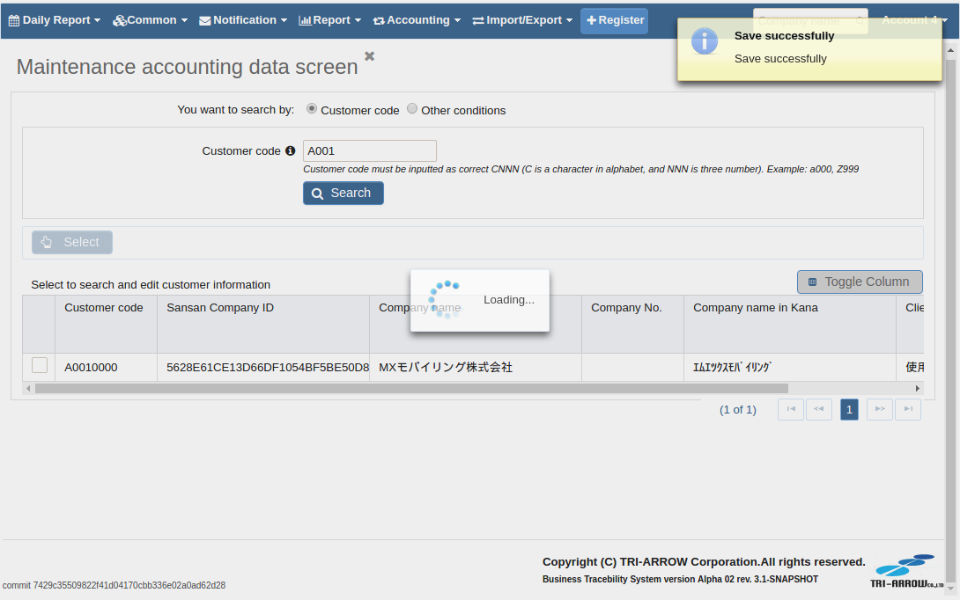 Daily Report Common Notification Report Accounting Import/Export Register Account 4
Save successfully
Save successfully
Maintenance accounting data screen
You want to search by: Customer code Other conditions
Customer code A001
Customer code must be inputted as correct CNNN (C is a character in alphabet, and NNN is three number). Example: a000, Z999
Search
Select
Select to search and edit customer information
Toggle Column
Customer code Sansan Company ID Company name Company No. Company name in Kana Clie
Loading...
A0010000 5628E61CE13D66DF1054BF5BE50D8 MXモバイリング株式会社 ｴﾑｴｯｸｽﾓﾊﾞｲﾘﾝｸﾞ 使用
(1 of 1) 1
Copyright (C) TRI-ARROW Corporation.All rights reserved.
Business Tracebility System version Alpha 02 rev. 3.1-SNAPSHOT
TRI-ARROW Co.,LTD
commit 7429c35509822f41d04170cbb336e02a0ad62d28